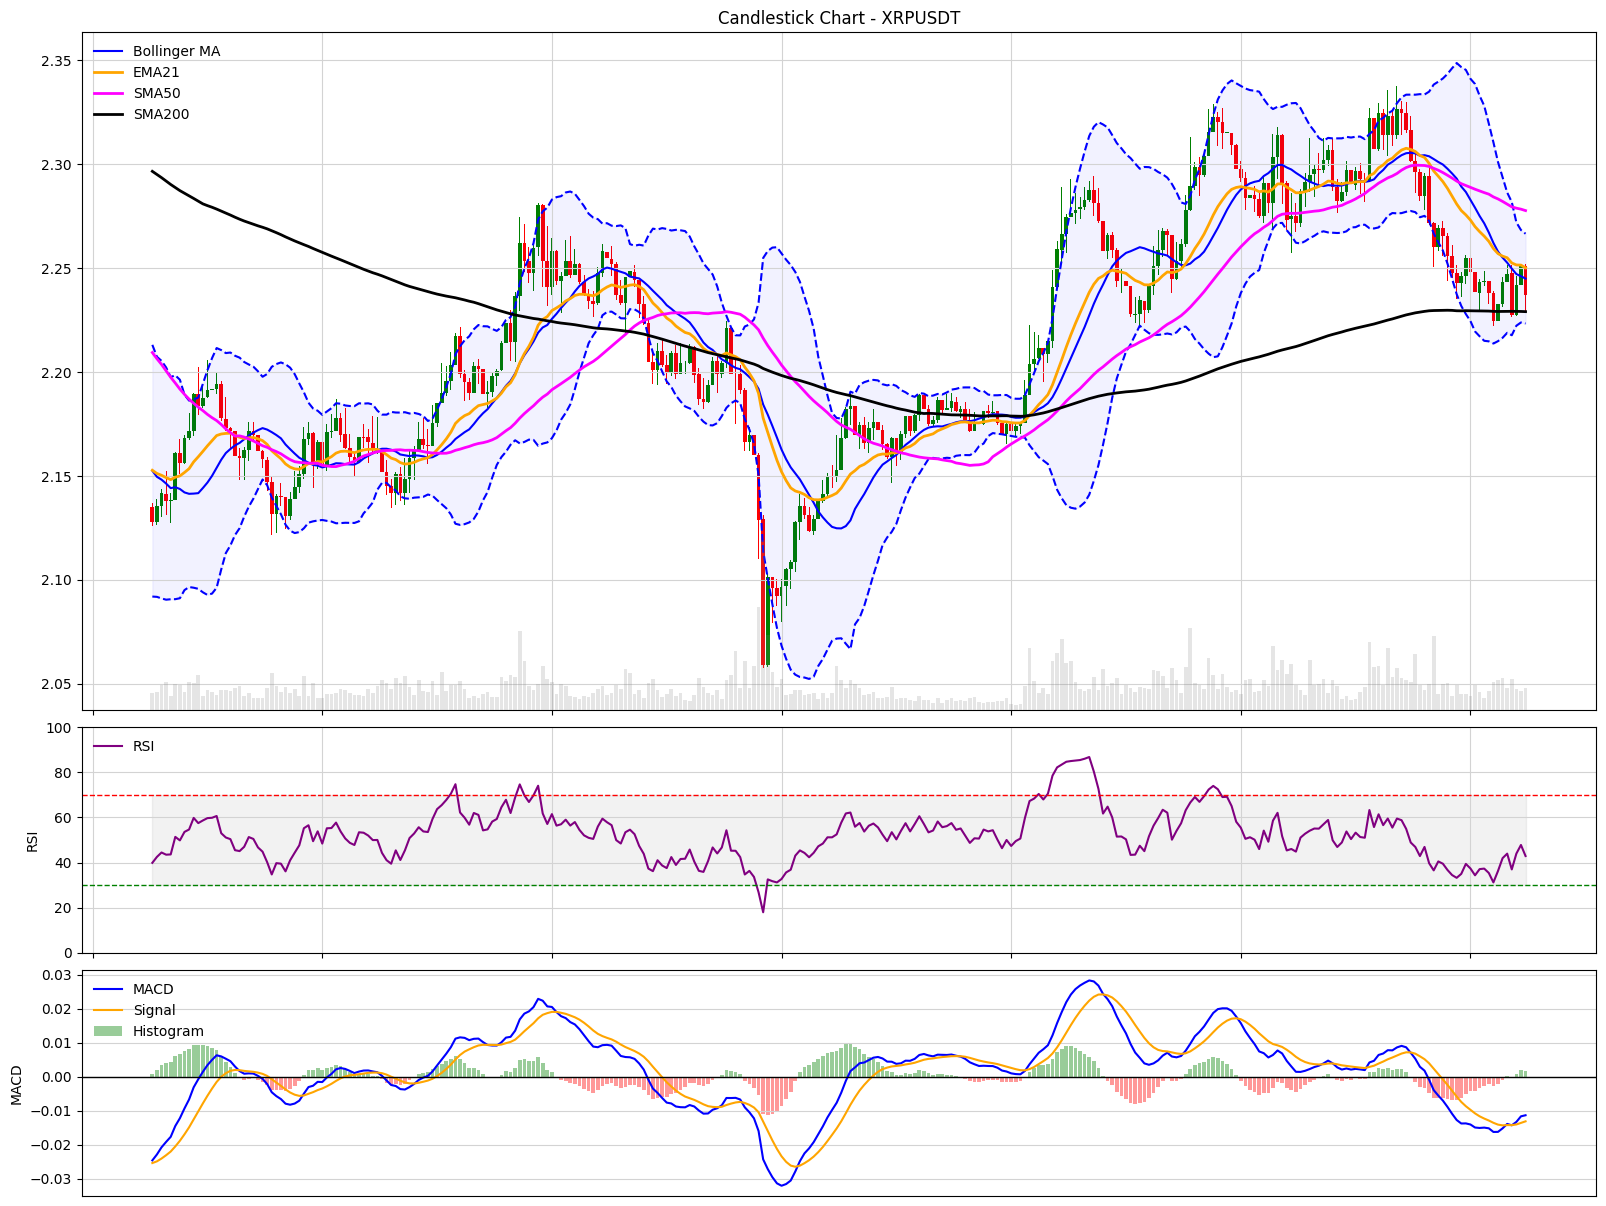 Candlestick Chart - XRPUSDT
Bollinger MA
EMA21
SMA50
SMA200
2.35
2.30
2.25
2.20
2.15
2.10
2.05
RSI
100
80
60
40
20
0
RSI
MACD
Signal
Histogram
0.03
0.02
0.01
0.00
−0.01
−0.02
−0.03
MACD